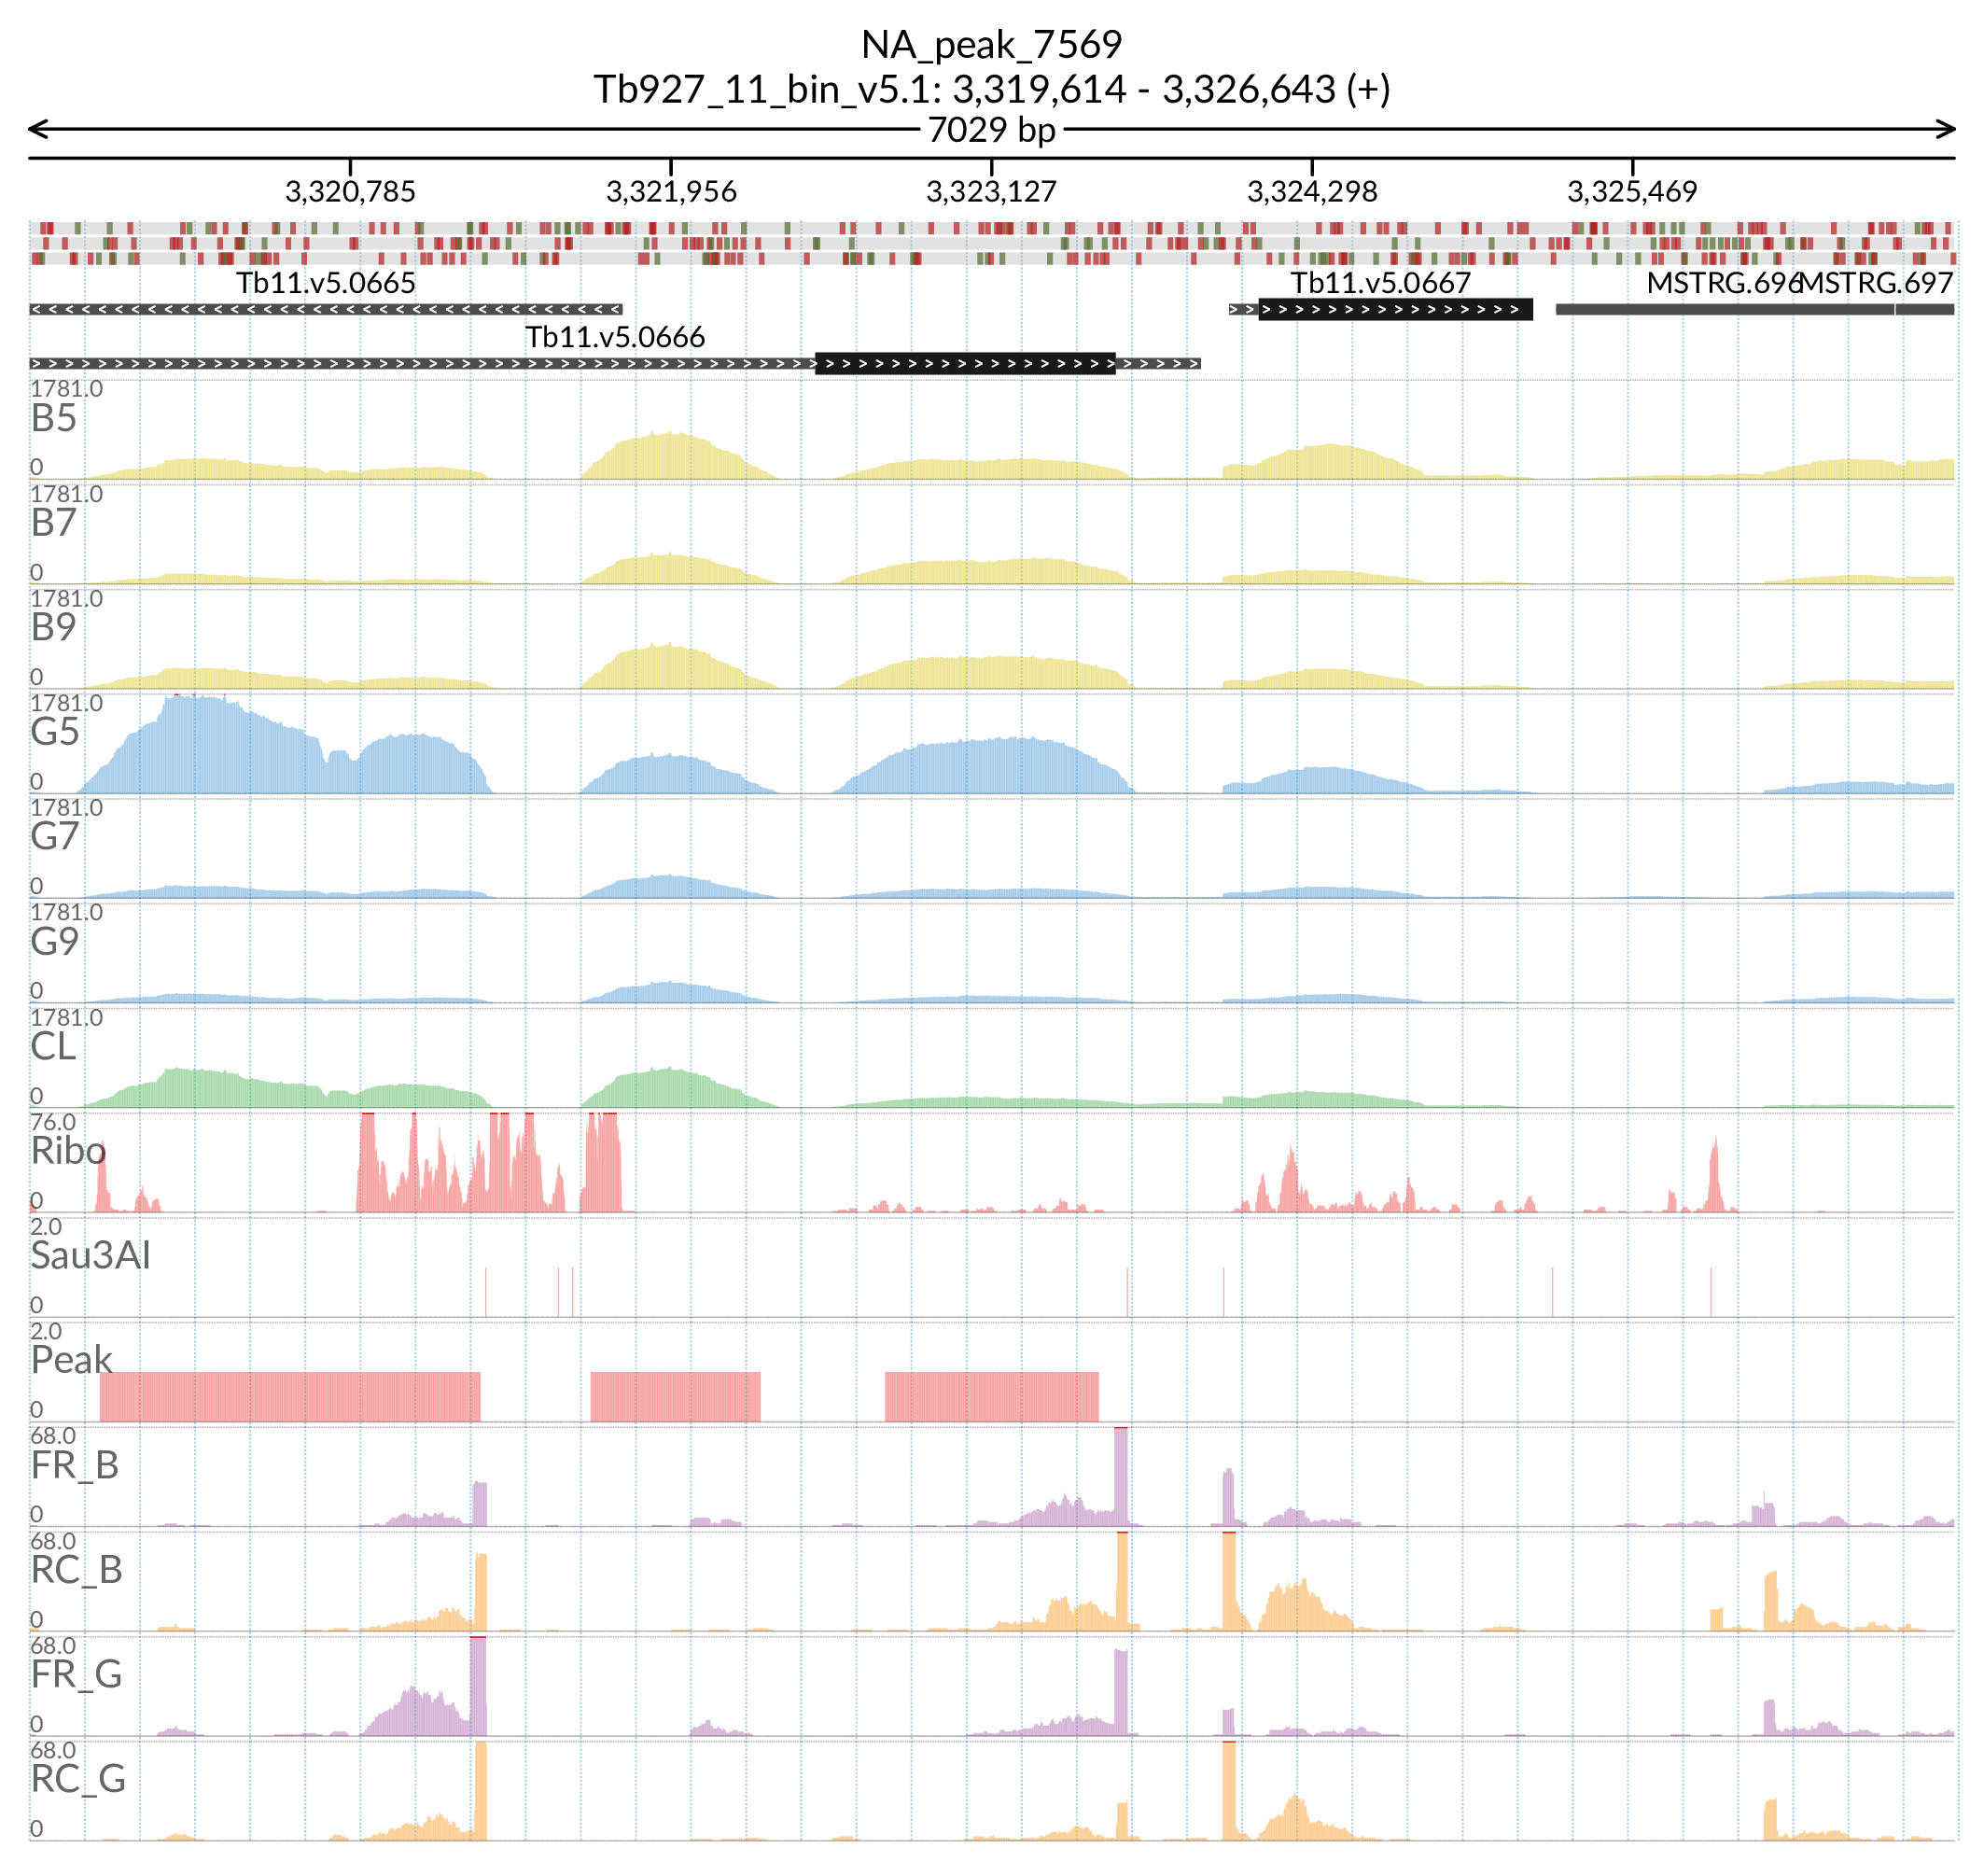 NA_peak_7569
Tb927_11_bin_v5.1: 3,319,614 - 3,326,643 (+)
7029 bp
3,320,785 3,321,956 3,323,127 3,324,298 3,325,469
Tb11.v5.0665 Tb11.v5.0667 MSTRG.696 MSTRG.697
Tb11.v5.0666
1781.0
B5
0
1781.0
B7
0
1781.0
B9
0
1781.0
G5
0
1781.0
G7
0
1781.0
G9
0
1781.0
CL
0
76.0
Ribo
0
2.0
Sau3AI
0
2.0
Peak
0
68.0
FR_B
0
68.0
RC_B
0
68.0
FR_G
0
68.0
RC_G
0